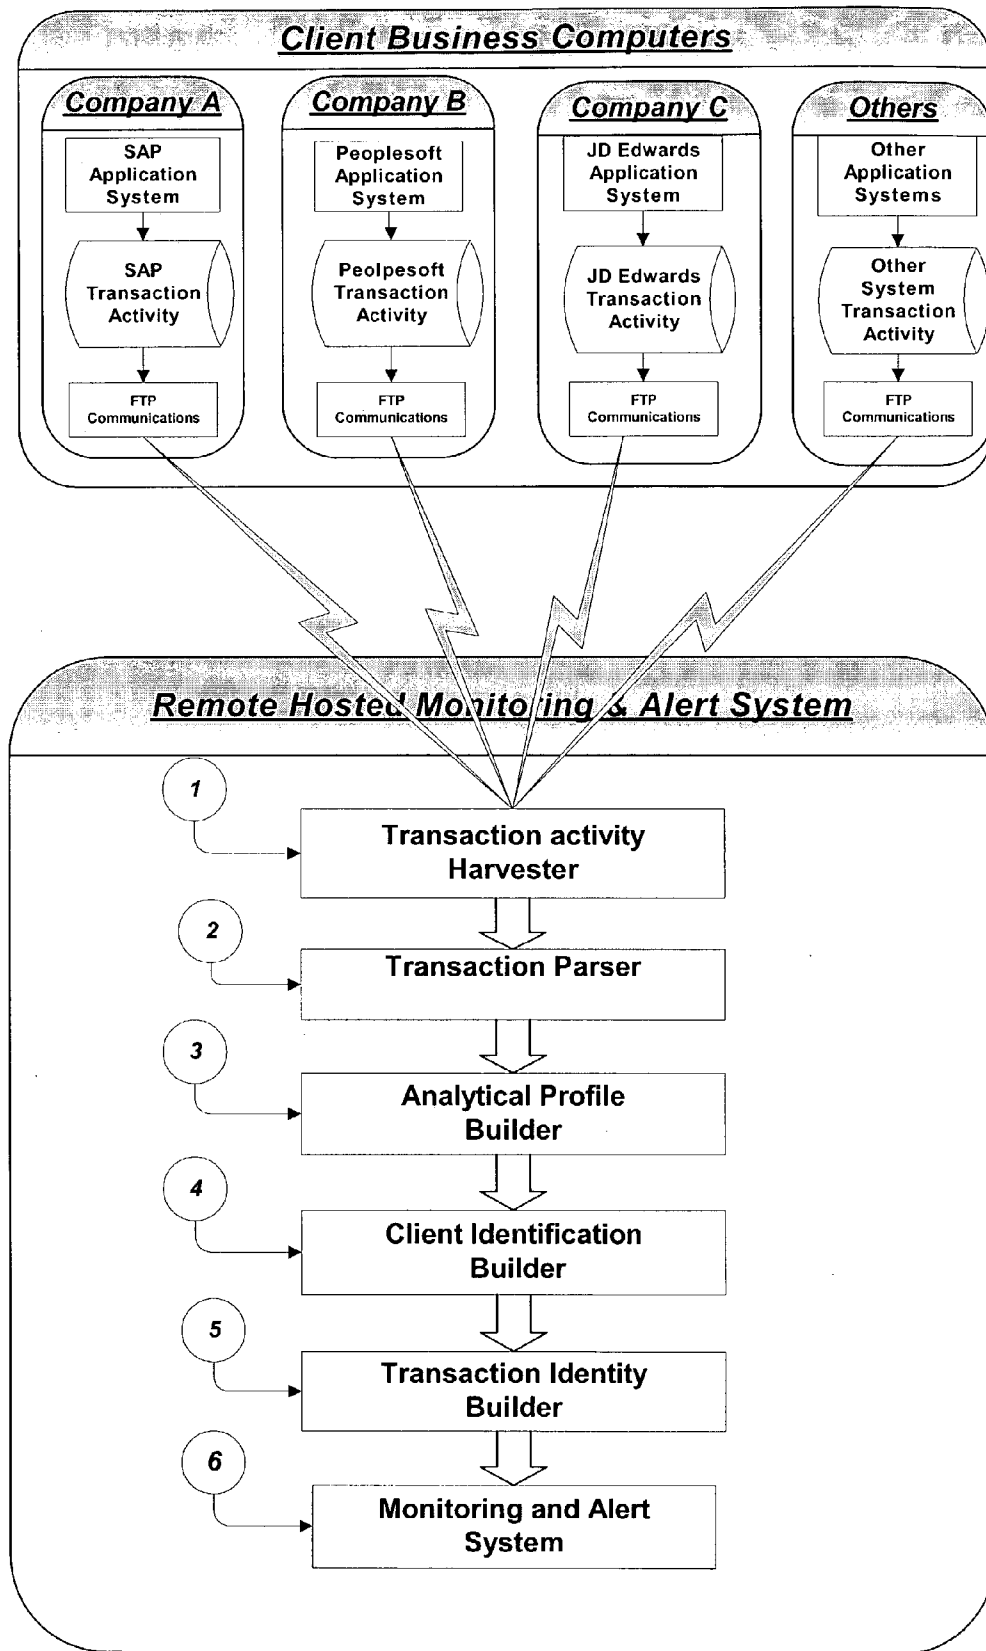 Client Business Computers
Company A
SAP
Application
System
SAP
Transaction
Activity
FTP
Communications
Company B
Peoplesoft
Application
System
Peolpesoft
Transaction
Activity
FTP
Communications
Company C
JD Edwards
Application
System
JD Edwards
Transaction
Activity
FTP
Communications
Others
Other
Application
Systems
Other
System
Transaction
Activity
FTP
Communications
Remote Hosted Monitoring & Alert System
1
Transaction activity
Harvester
2
Transaction Parser
3
Analytical Profile
Builder
4
Client Identification
Builder
5
Transaction Identity
Builder
6
Monitoring and Alert
System